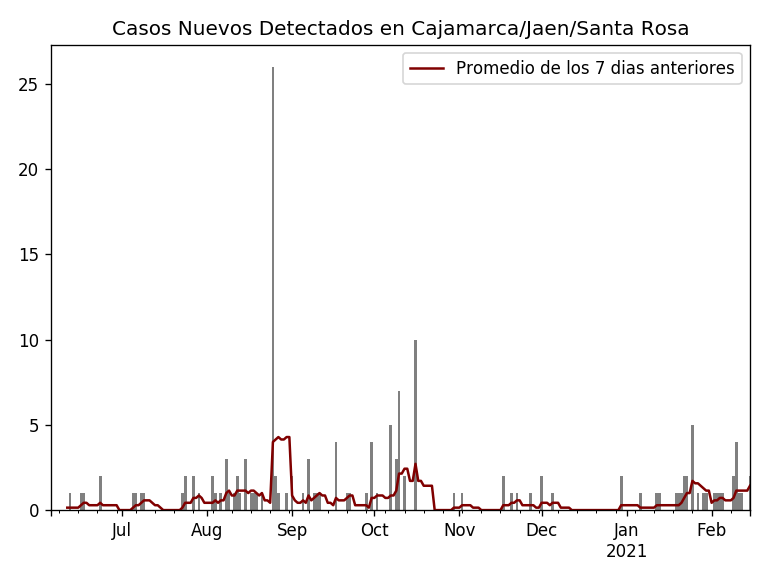 Casos Nuevos Detectados en Cajamarca/Jaen/Santa Rosa
Promedio de los 7 dias anteriores
25
20
15
10
5
0
Jul Aug Sep Oct Nov Dec Jan Feb
2021